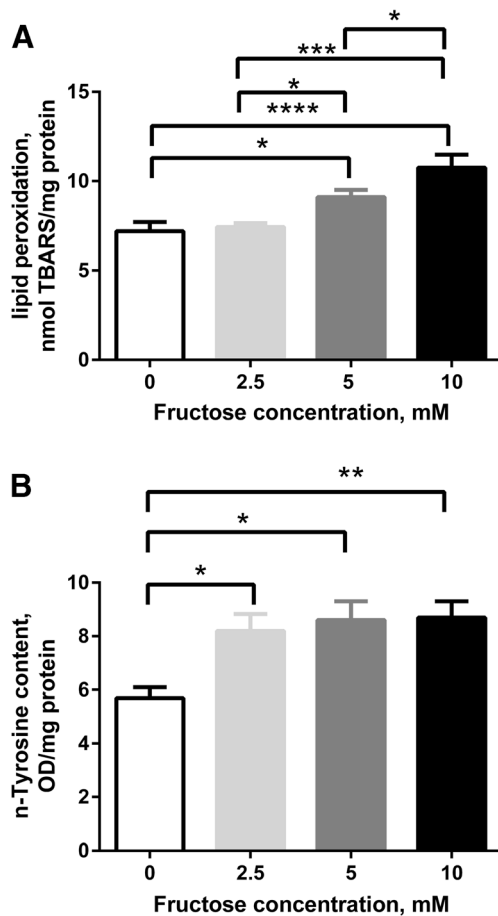 A
*
***
*
****
*
15
10
5
0
lipid peroxidation,
nmol TBARS/mg protein
0 2.5 5 10
Fructose concentration, mM
B
**
*
*
10
8
6
4
2
0
n-Tyrosine content,
OD/mg protein
0 2.5 5 10
Fructose concentration, mM